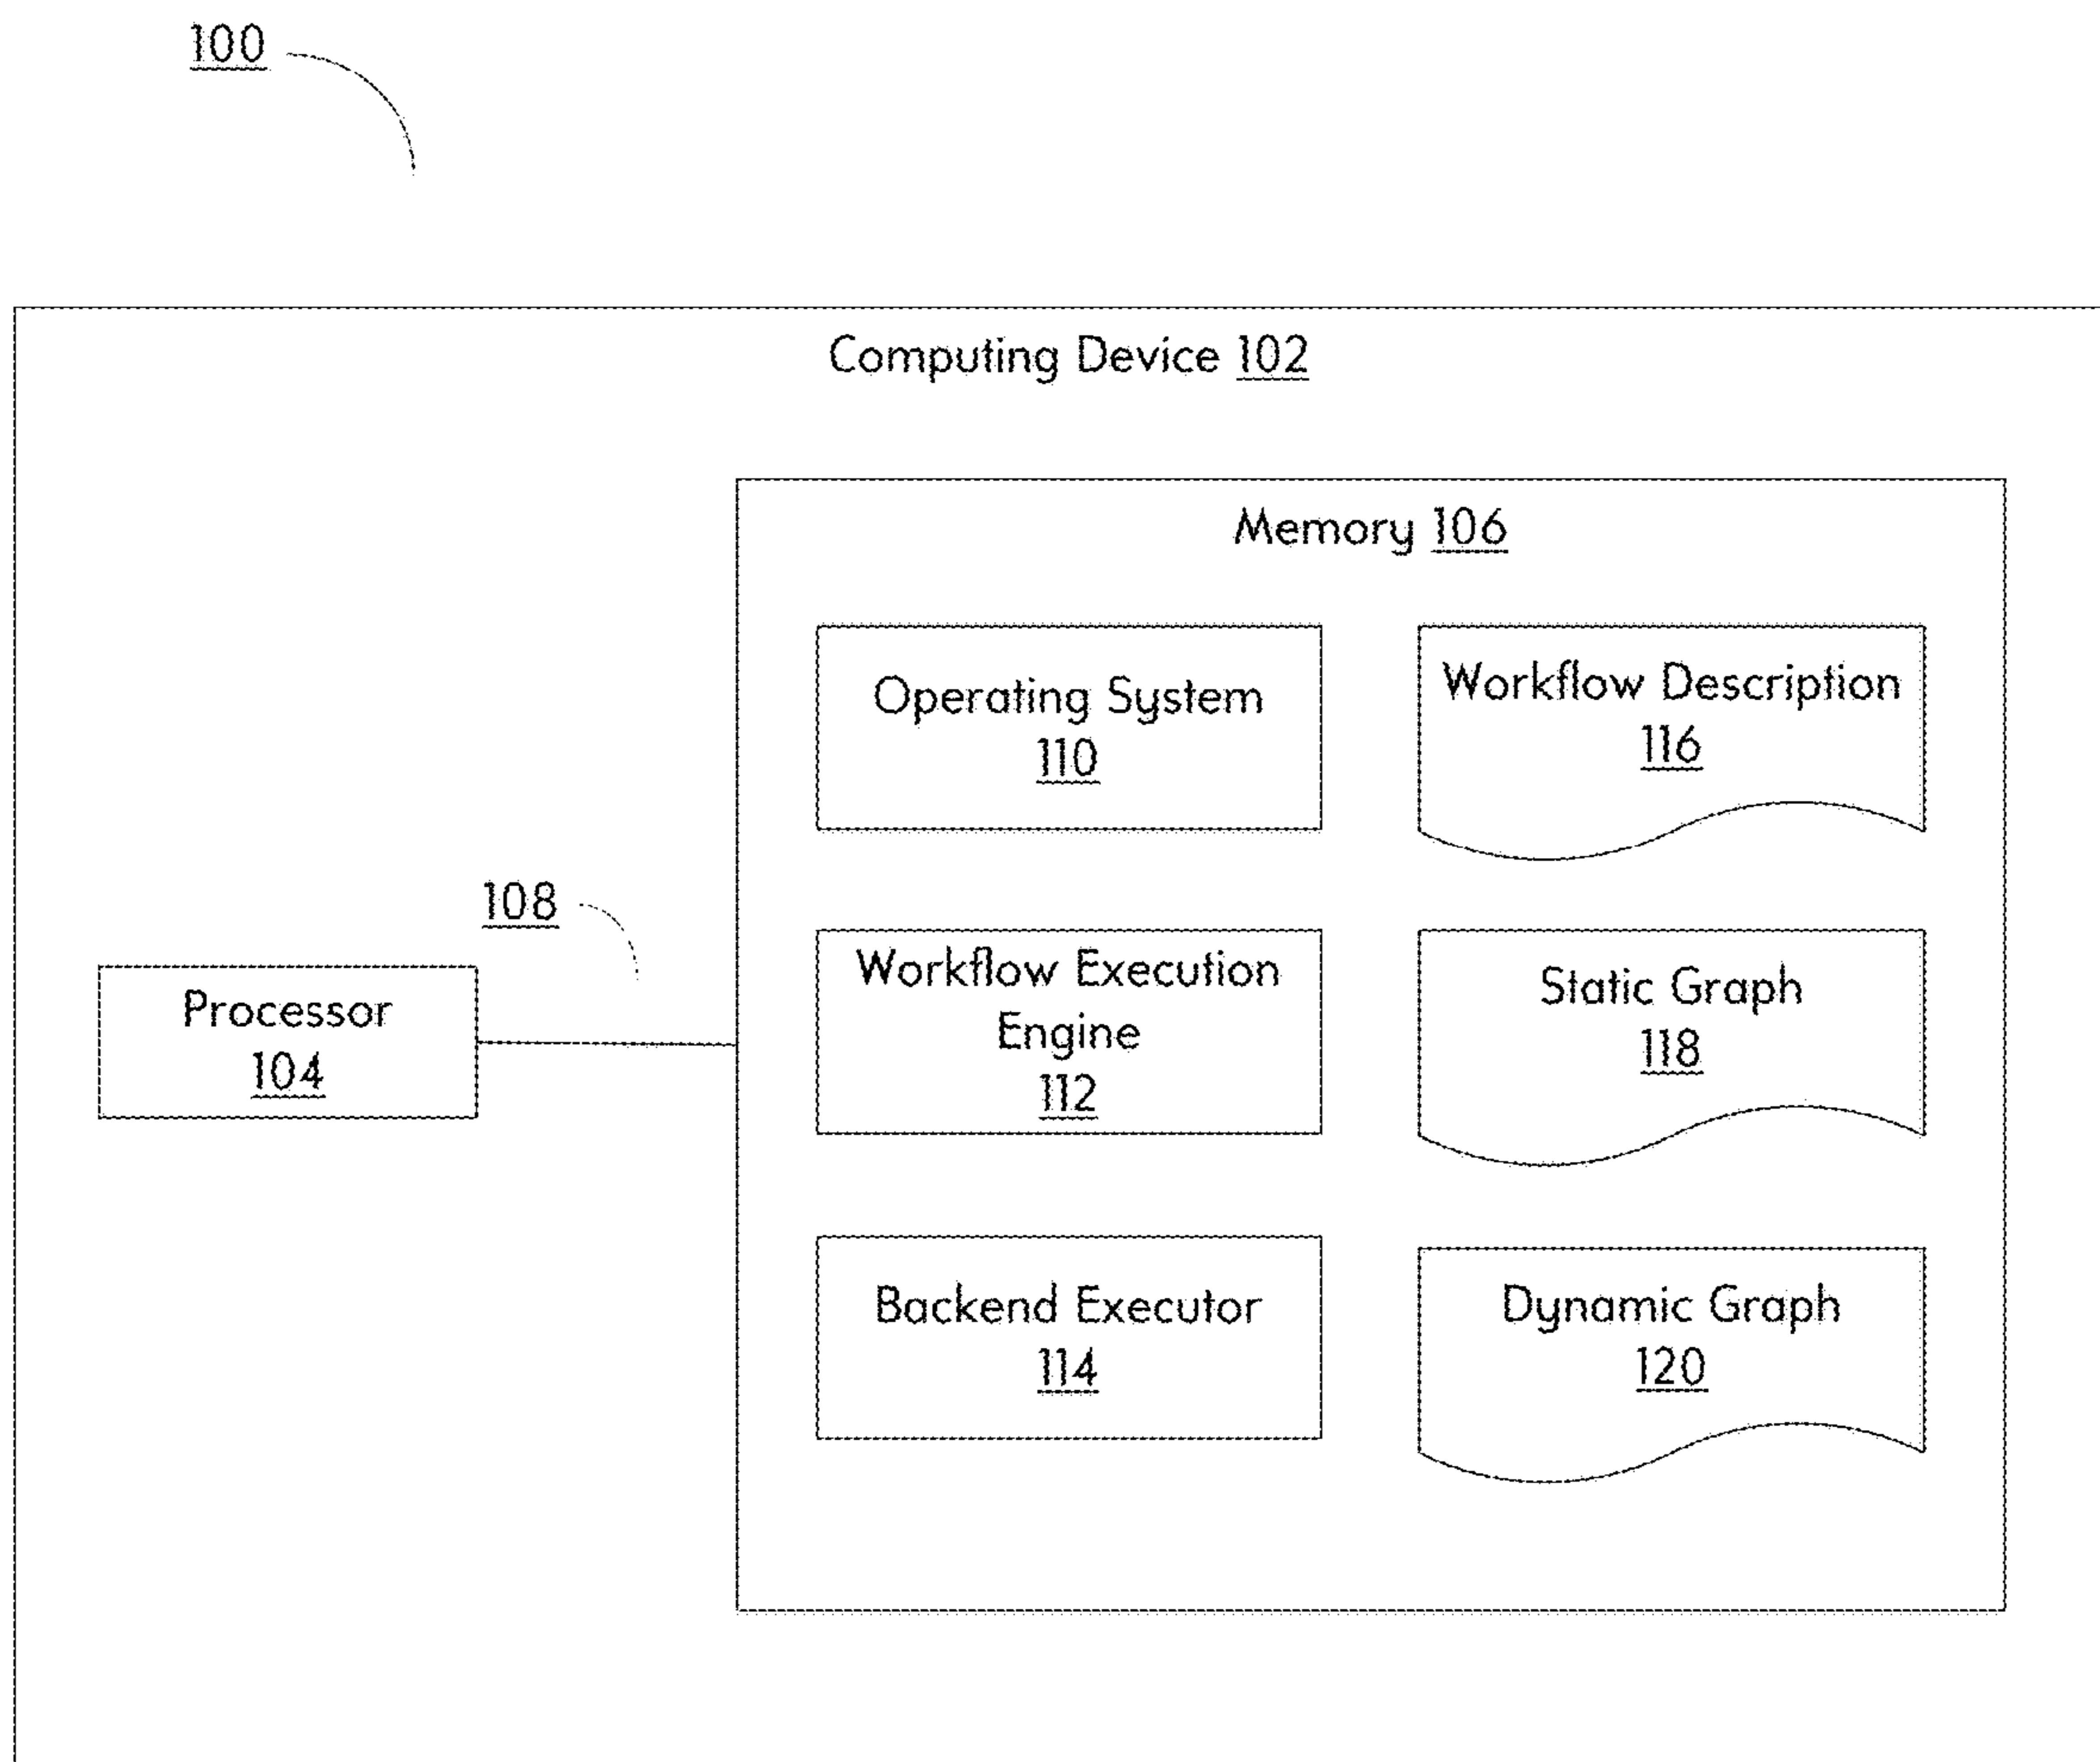 100
Computing Device 102
Memory 106
Operating System
110
Workflow Description
116
108
Processor
104
Workflow Execution
Engine
112
Static Graph
118
Backend Executor
114
Dynamic Graph
120